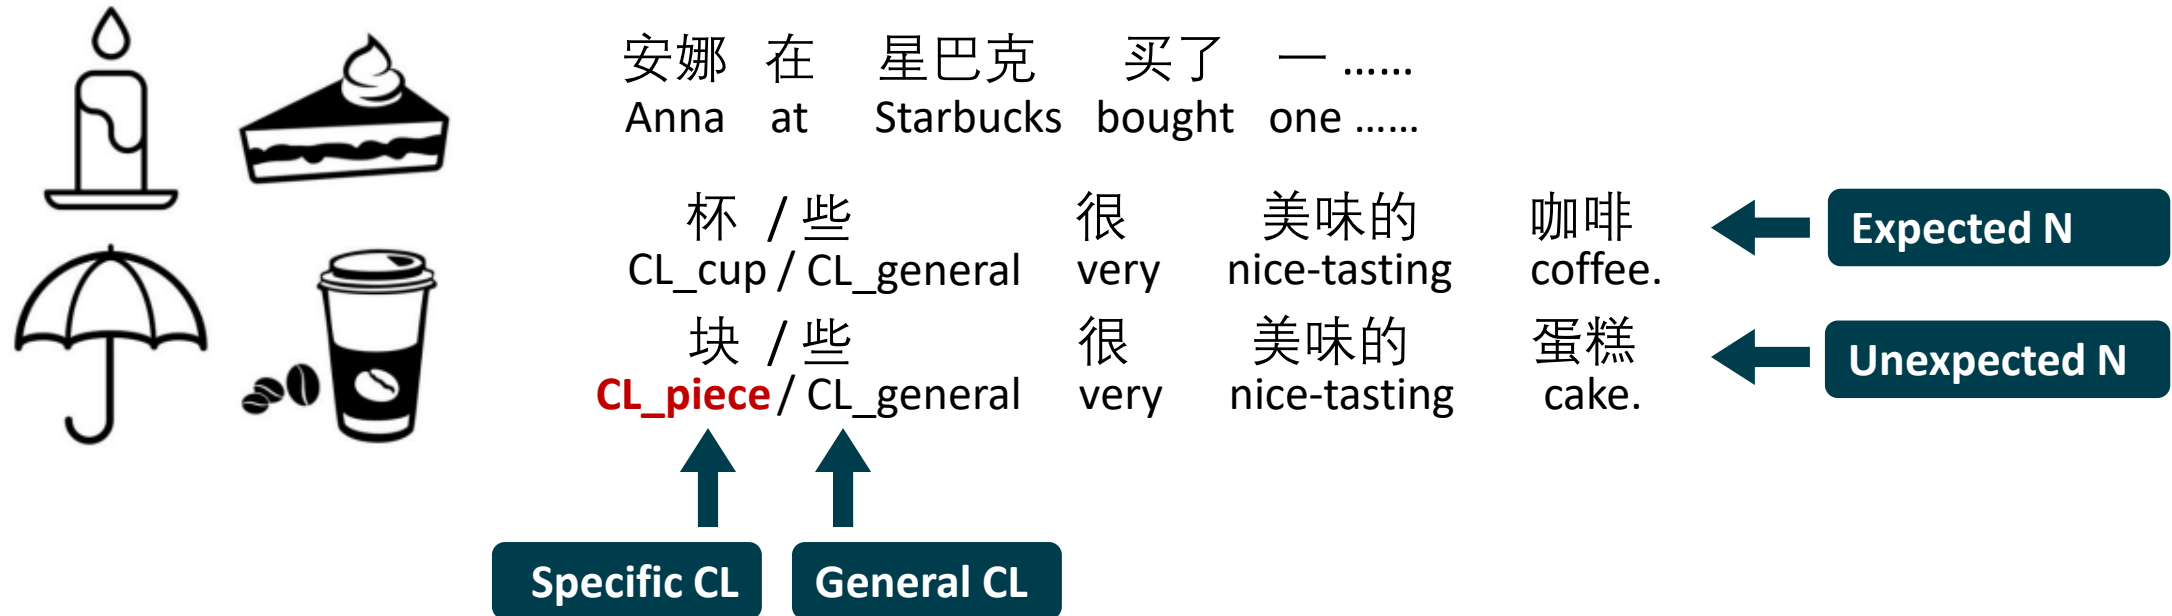 安娜 在 星巴克 买了 一 ......
Anna at Starbucks bought one ......
杯 / 些 很 美味的 咖啡
CL_cup / CL_general very nice-tasting coffee.
Expected N
块 / 些 很 美味的 蛋糕
CL_piece / CL_general very nice-tasting cake.
Unexpected N
Specific CL
General CL